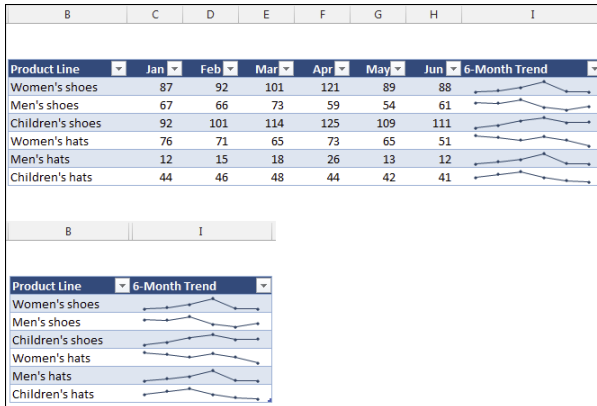 B C D E F G H I
Product Line Jan Feb Mar Apr May Jun 6-Month Trend
Women's shoes 87 92 101 121 89 88
Men's shoes 67 66 73 59 54 61
Children's shoes 92 101 114 125 109 111
Women's hats 76 71 65 73 65 51
Men's hats 12 15 18 26 13 12
Children's hats 44 46 48 44 42 41
B I
Product Line 6-Month Trend
Women's shoes
Men's shoes
Children's shoes
Women's hats
Men's hats
Children's hats